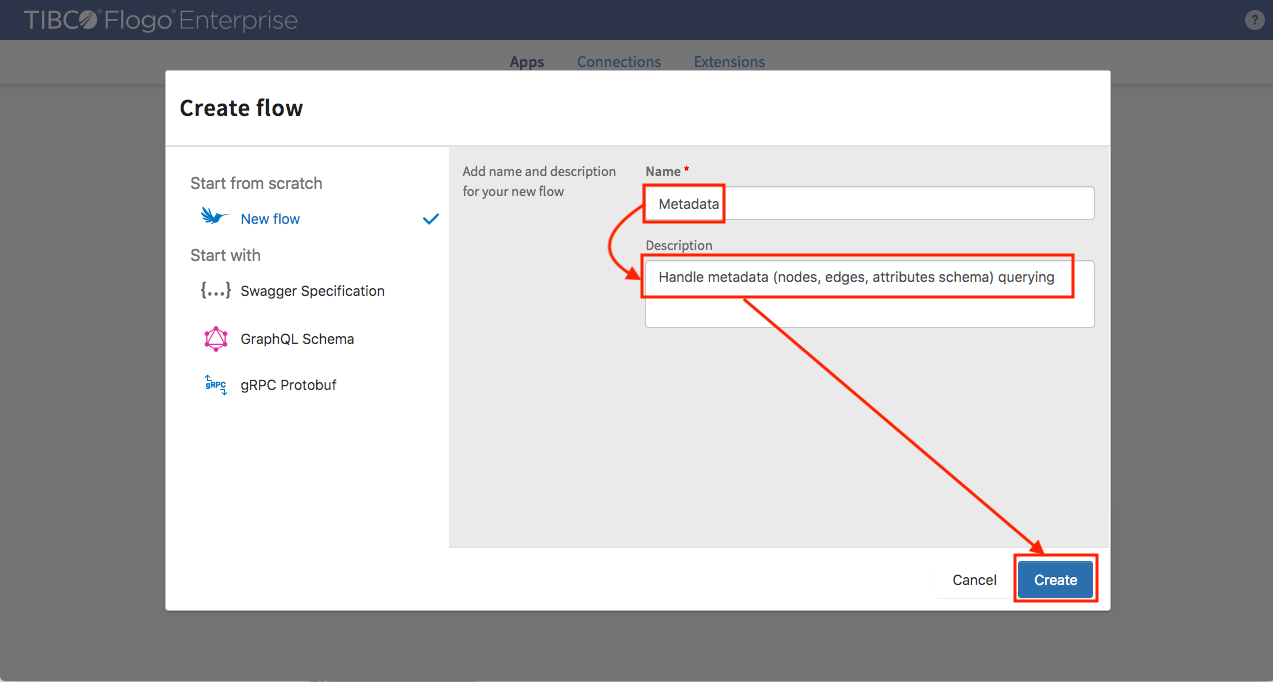 TIBCO® Flogo® Enterprise
?
Apps Connections Extensions
Create flow
Start from scratch
New flow
Start with
{...} Swagger Specification
GraphQL Schema
gRPC gRPC Protobuf
Add name and description
for your new flow
Name *
Metadata
Description
Handle metadata (nodes, edges, attributes schema) querying
Cancel Create